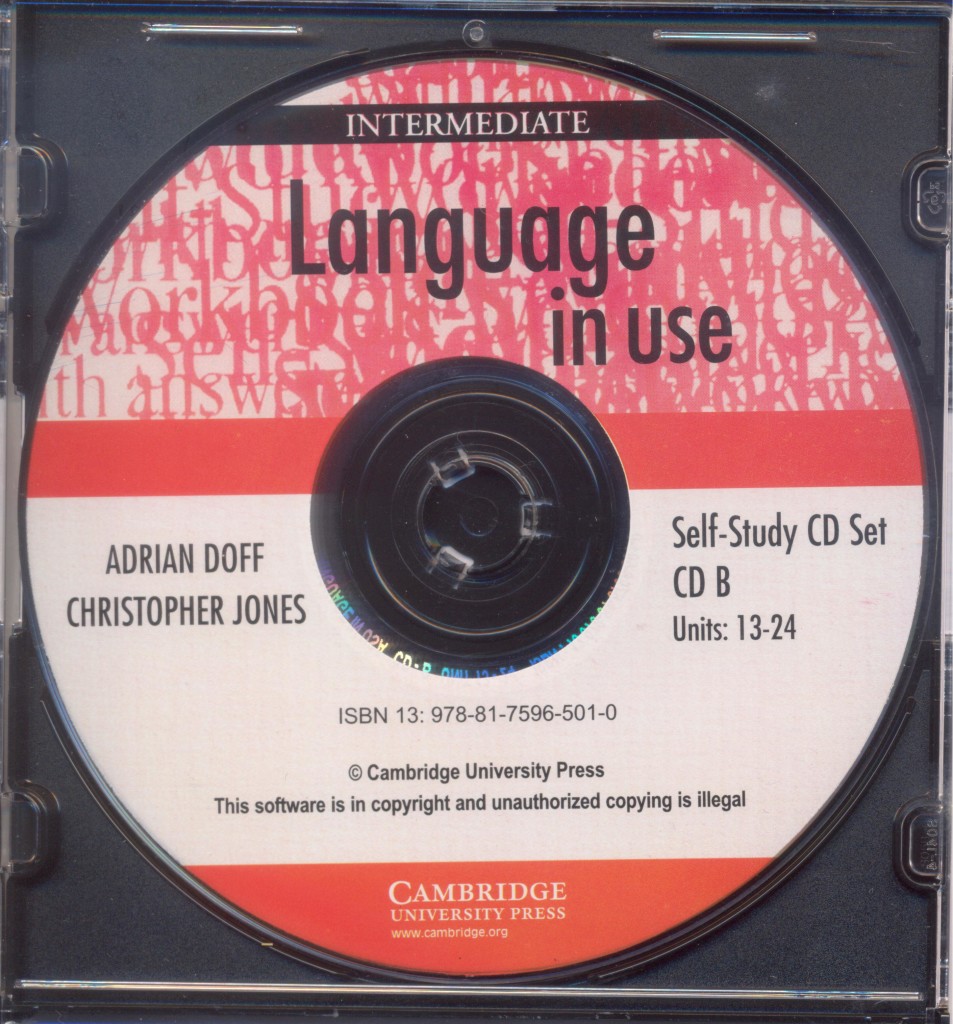 INTERMEDIATE
Language
in use
ADRIAN DOFF
CHRISTOPHER JONES
Self-Study CD Set
CD B
Units: 13-24
ISBN 13: 978-81-7596-501-0
© Cambridge University Press
This software is in copyright and unauthorized copying is illegal
CAMBRIDGE
UNIVERSITY PRESS
www.cambridge.org